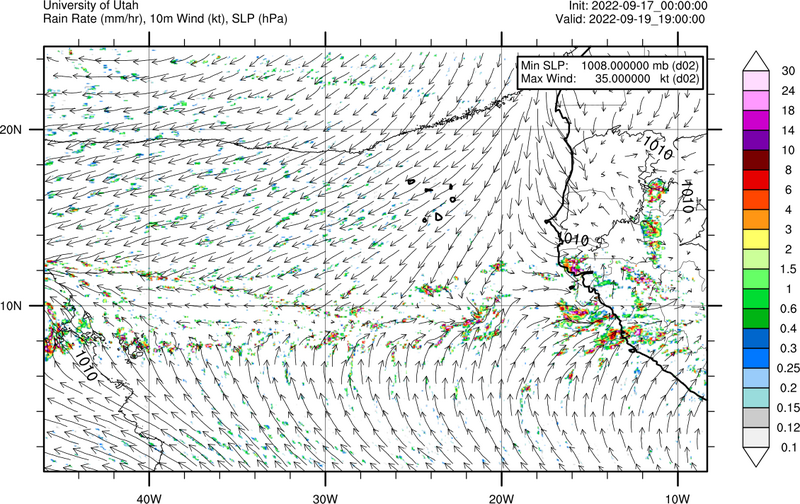 University of Utah
Init: 2022-09-17_00:00:00
Rain Rate (mm/hr), 10m Wind (kt), SLP (hPa)
Valid: 2022-09-19_19:00:00
Min SLP: 1008.000000 mb (d02)
Max Wind: 35.000000 kt (d02)
20N
10N
40W
30W
20W
10W
1010
1010
1010
1010
30
24
18
14
10
8
6
4
3
2
1.5
1
0.6
0.4
0.3
0.25
0.2
0.15
0.12
0.1